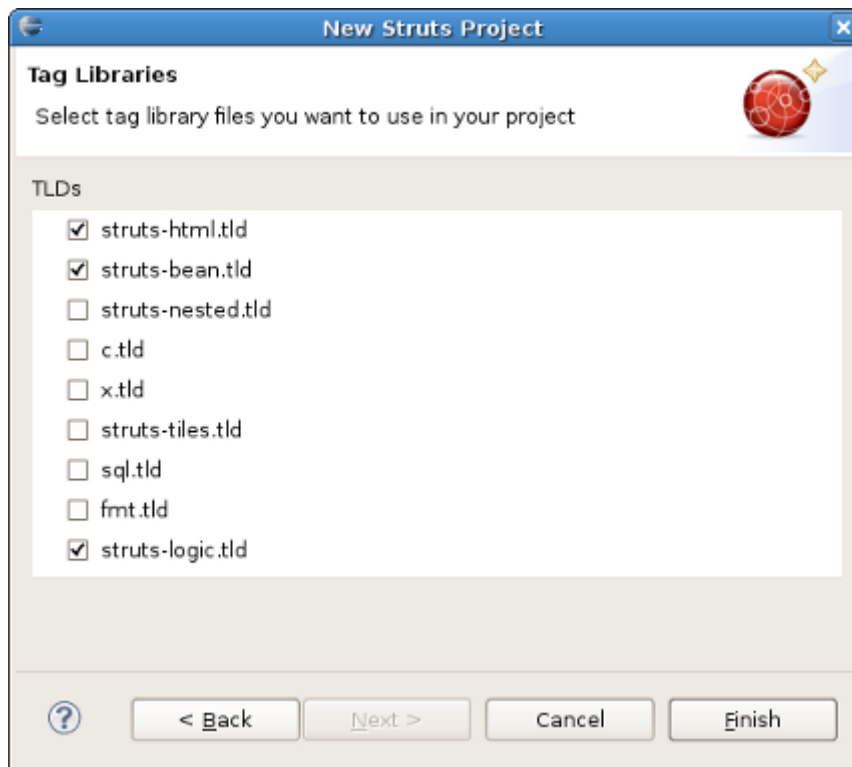 New Struts Project
Tag Libraries
Select tag library files you want to use in your project
TLDs
struts-html.tld
struts-bean.tld
struts-nested.tld
c.tld
x.tld
struts-tiles.tld
sql.tld
fmt.tld
struts-logic.tld
? < Back Next > Cancel Finish